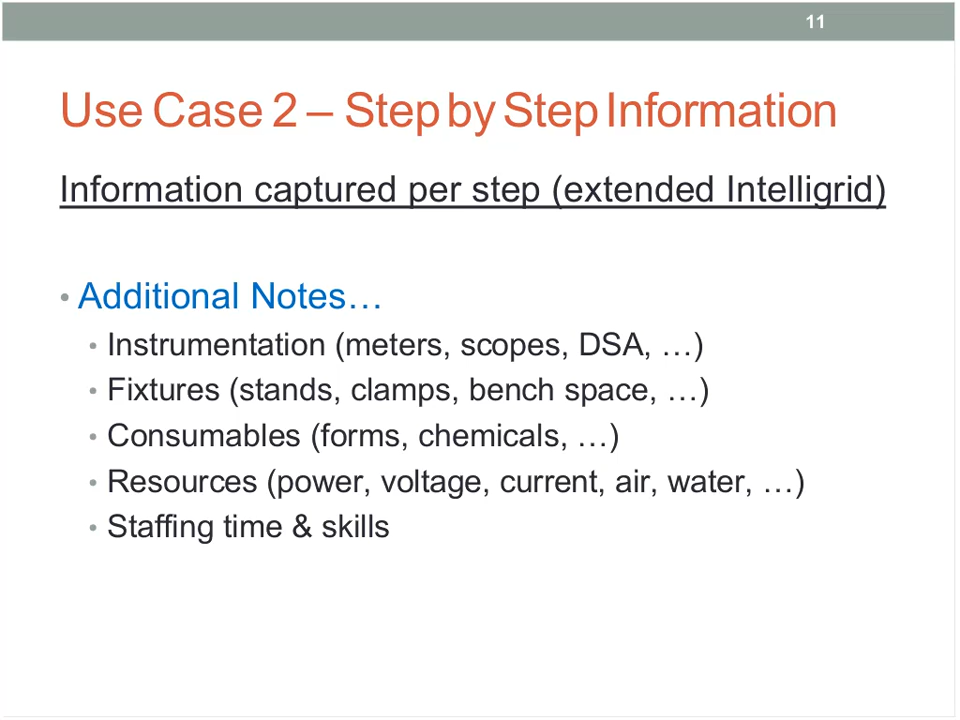 11
Use Case 2 – Step by Step Information
Information captured per step (extended Intelligrid)
• Additional Notes…
• Instrumentation (meters, scopes, DSA, …)
• Fixtures (stands, clamps, bench space, …)
• Consumables (forms, chemicals, …)
• Resources (power, voltage, current, air, water, …)
• Staffing time & skills